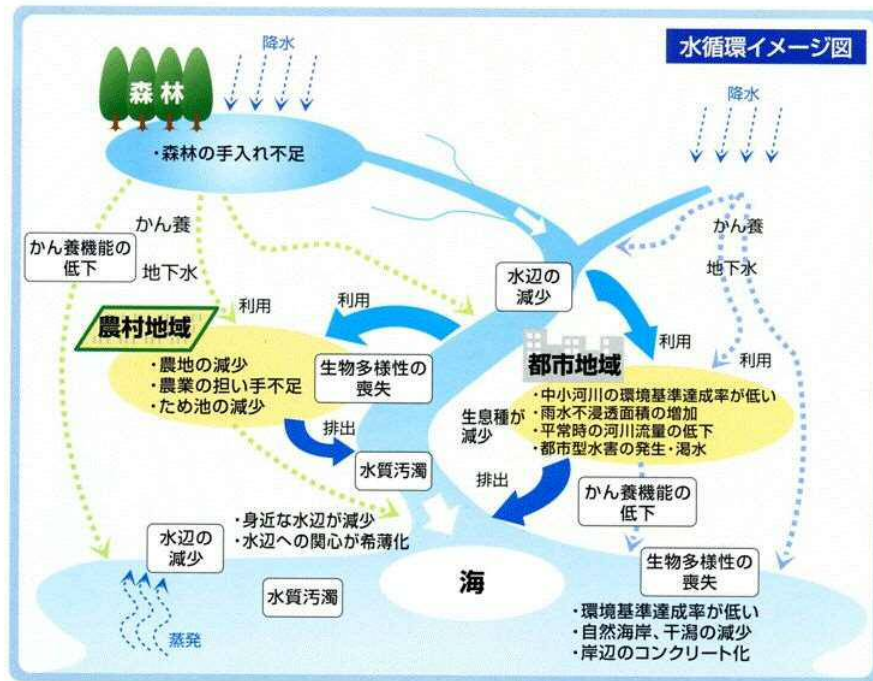 水循環イメージ図
降水
降水
森林
・森林の手入れ不足
かん養
かん養機能の
低下
地下水
かん養
地下水
水辺の
減少
利用
利用
利用
利用
農村地域
・農地の減少
・農業の担い手不足
・ため池の減少
生物多様性の
喪失
都市地域
・中小河川の環境基準達成率が低い
・雨水不浸透面積の増加
・平常時の河川流量の低下
・都市型水害の発生・渇水
生息種が
減少
排出
水質汚濁
排出
かん養機能の
低下
・身近な水辺が減少
・水辺への関心が希薄化
水辺の
減少
海
水質汚濁
蒸発
生物多様性の
喪失
・環境基準達成率が低い
・自然海岸、干潟の減少
・岸辺のコンクリート化